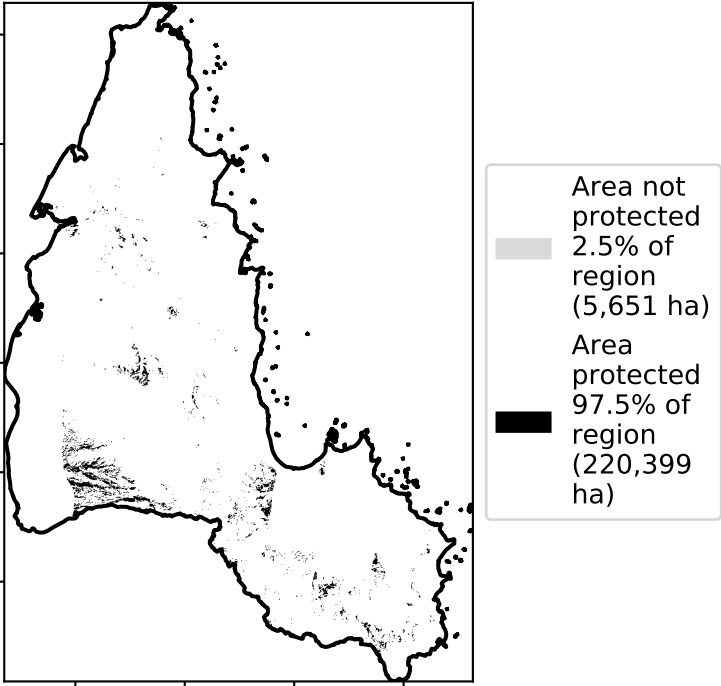 Area not
protected
2.5% of
region
(5,651 ha)
Area
protected
97.5% of
region
(220,399
ha)